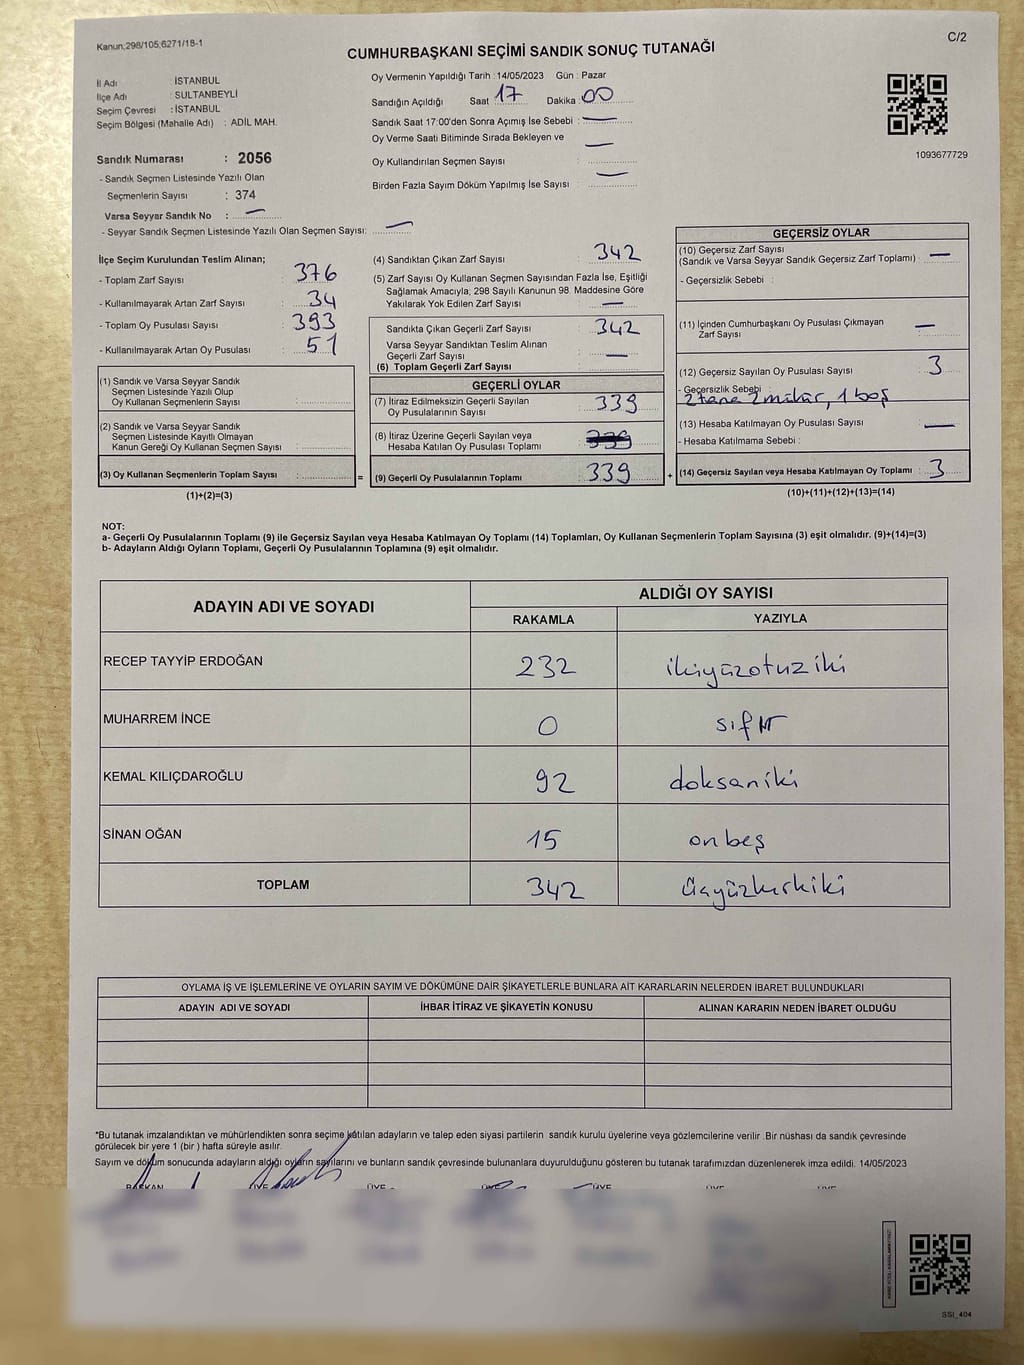 Kanun;298/105;6271/18-1
C/2
CUMHURBAŞKANI SEÇİMİ SANDIK SONUÇ TUTANAĞI
İl Adı : İSTANBUL
İlçe Adı : SULTANBEYLİ
Seçim Çevresi : İSTANBUL
Seçim Bölgesi (Mahalle Adı) : ADİL MAH.
Sandık Numarası : 2056
- Sandık Seçmen Listesinde Yazılı Olan
Seçmenlerin Sayısı : 374
Varsa Seyyar Sandık No : —
- Seyyar Sandık Seçmen Listesinde Yazılı Olan Seçmen Sayısı: —
Oy Vermenin Yapıldığı Tarih : 14/05/2023 Gün : Pazar
Sandığın Açıldığı Saat 17 Dakika : 00
Sandık Saat 17:00'den Sonra Açımış İse Sebebi : —
Oy Verme Saati Bitiminde Sırada Bekleyen ve
Oy Kullandırılan Seçmen Sayısı : —
Birden Fazla Sayım Döküm Yapılmış İse Sayısı : —
1093677729
İlçe Seçim Kurulundan Teslim Alınan;
- Toplam Zarf Sayısı : 376
- Kullanılmayarak Artan Zarf Sayısı : 34
- Toplam Oy Pusulası Sayısı : 393
- Kullanılmayarak Artan Oy Pusulası : 51
(1) Sandık ve Varsa Seyyar Sandık
Seçmen Listesinde Yazılı Olup
Oy Kullanan Seçmenlerin Sayısı :
(2) Sandık ve Varsa Seyyar Sandık
Seçmen Listesinde Kayıtlı Olmayan
Kanun Gereği Oy Kullanan Seçmen Sayısı :
(3) Oy Kullanan Seçmenlerin Toplam Sayısı :
(1)+(2)=(3)
=
(4) Sandıktan Çıkan Zarf Sayısı : 342
(5) Zarf Sayısı Oy Kullanan Seçmen Sayısından Fazla İse, Eşitliği
Sağlamak Amacıyla; 298 Sayılı Kanunun 98. Maddesine Göre
Yakılarak Yok Edilen Zarf Sayısı : —
Sandıkta Çıkan Geçerli Zarf Sayısı : 342
Varsa Seyyar Sandıktan Teslim Alınan
Geçerli Zarf Sayısı : —
(6) Toplam Geçerli Zarf Sayısı :
GEÇERLİ OYLAR
(7) İtiraz Edilmeksizin Geçerli Sayılan
Oy Pusulalarının Sayısı : 339
(8) İtiraz Üzerine Geçerli Sayılan veya
Hesaba Katılan Oy Pusulası Toplamı : 339
(9) Geçerli Oy Pusulalarının Toplamı : 339
+
GEÇERSİZ OYLAR
(10) Geçersiz Zarf Sayısı
(Sandık ve Varsa Seyyar Sandık Geçersiz Zarf Toplamı) : —
- Geçersizlik Sebebi :
(11) İçinden Cumhurbaşkanı Oy Pusulası Çıkmayan
Zarf Sayısı : —
(12) Geçersiz Sayılan Oy Pusulası Sayısı : 3
- Geçersizlik Sebebi :
2 tane 2 mühür, 1 boş
(13) Hesaba Katılmayan Oy Pusulası Sayısı : —
- Hesaba Katılmama Sebebi :
(14) Geçersiz Sayılan veya Hesaba Katılmayan Oy Toplamı : 3
(10)+(11)+(12)+(13)=(14)
NOT:
a- Geçerli Oy Pusulalarının Toplamı (9) ile Geçersiz Sayılan veya Hesaba Katılmayan Oy Toplamı (14) Toplamları, Oy Kullanan Seçmenlerin Toplam Sayısına (3) eşit olmalıdır. (9)+(14)=(3)
b- Adayların Aldığı Oyların Toplamı, Geçerli Oy Pusulalarının Toplamına (9) eşit olmalıdır.
ADAYIN ADI VE SOYADI
ALDIĞI OY SAYISI
RAKAMLA YAZIYLA
RECEP TAYYİP ERDOĞAN 232 ikiyüzotuz iki
MUHARREM İNCE 0 sıfır
KEMAL KILIÇDAROĞLU 92 doksaniki
SİNAN OĞAN 15 onbeş
TOPLAM 342 üçyüzkırkiki
OYLAMA İŞ VE İŞLEMLERİNE VE OYLARIN SAYIM VE DÖKÜMÜNE DAİR ŞİKAYETLERLE BUNLARA AİT KARARLARIN NELERDEN İBARET BULUNDUKLARI
ADAYIN ADI VE SOYADI İHBAR İTİRAZ VE ŞİKAYETİN KONUSU ALINAN KARARIN NEDEN İBARET OLDUĞU
*Bu tutanak imzalandıktan ve mühürlendikten sonra seçime katılan adayların ve talep eden siyasi partilerin sandık kurulu üyelerine veya gözlemcilerine verilir .Bir nüshası da sandık çevresinde
görülecek bir yere 1 (bir ) hafta süreyle asılır.
Sayım ve döküm sonucunda adayların aldığı oyların sayılarını ve bunların sandık çevresinde bulunanlara duyurulduğunu gösteren bu tutanak tarafımızdan düzenlenerek imza edildi. 14/05/2023
BAŞKAN ÜYE ÜYE ÜYE ÜYE ÜYE ÜYE
SSI_404